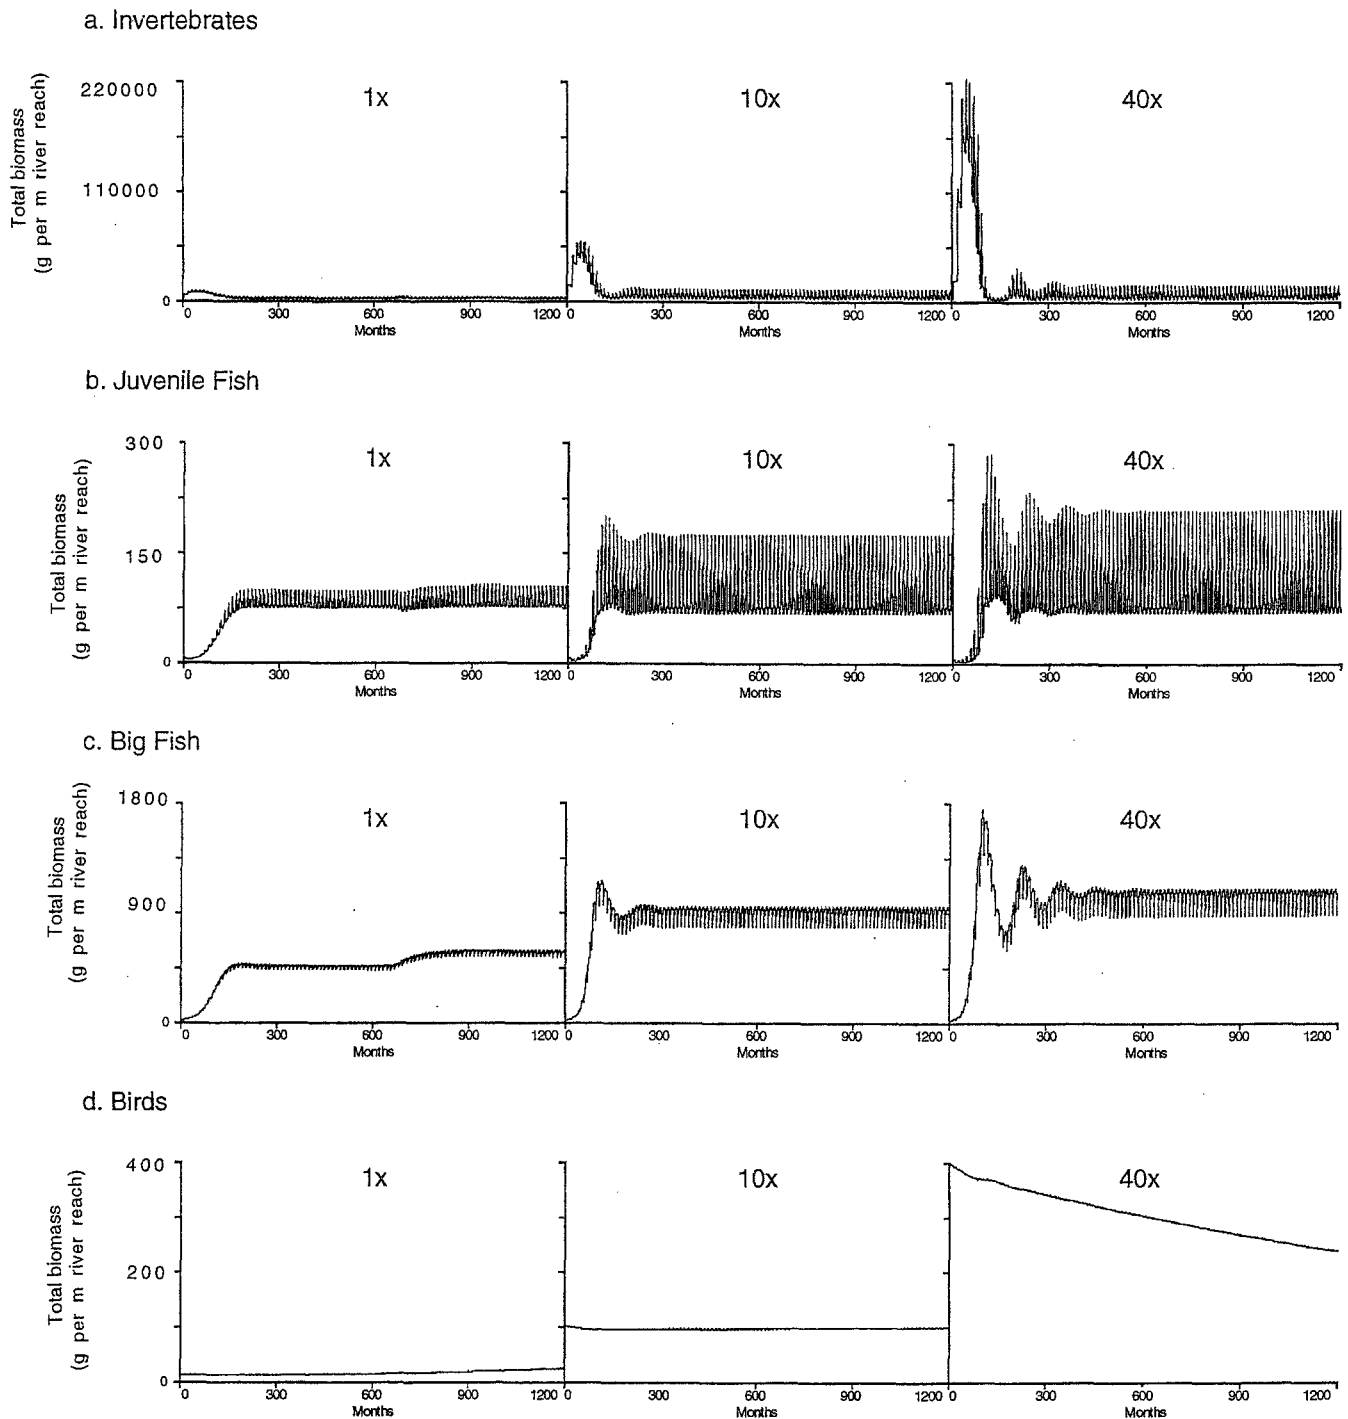 a. Invertebrates
Total biomass
(g per m river reach)
220000
110000
0
1x
10x
40x
0 300 600 900 1200
Months
0 300 600 900 1200
Months
0 300 600 900 1200
Months
b. Juvenile Fish
Total biomass
(g per m river reach)
300
150
0
1x
10x
40x
0 300 600 900 1200
Months
0 300 600 900 1200
Months
0 300 600 900 1200
Months
c. Big Fish
Total biomass
(g per m river reach)
1800
900
0
1x
10x
40x
0 300 600 900 1200
Months
0 300 600 900 1200
Months
0 300 600 900 1200
Months
d. Birds
Total biomass
(g per m river reach)
400
200
0
1x
10x
40x
0 300 600 900 1200
Months
0 300 600 900 1200
Months
0 300 600 900 1200
Months